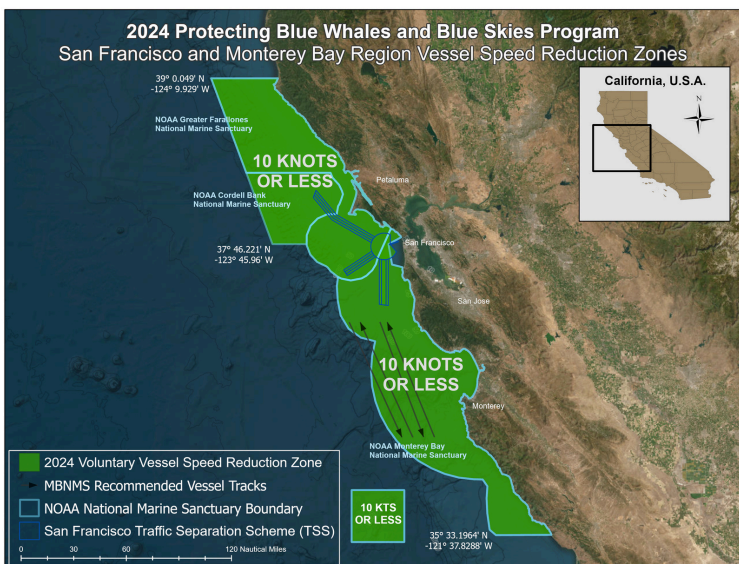 2024 Protecting Blue Whales and Blue Skies Program
San Francisco and Monterey Bay Region Vessel Speed Reduction Zones
39° 0.049' N
-124° 9.929' W
California, U.S.A.
N
NOAA Greater Farallones
National Marine Sanctuary
10 KNOTS
OR LESS
Petaluma
NOAA Cordell Bank
National Marine Sanctuary
37° 46.221' N
-123° 45.96' W
San Francisco
San Jose
10 KNOTS
OR LESS
Monterey
NOAA Monterey Bay
National Marine Sanctuary
2024 Voluntary Vessel Speed Reduction Zone
MBNMS Recommended Vessel Tracks
NOAA National Marine Sanctuary Boundary
San Francisco Traffic Separation Scheme (TSS)
0 30 60 120 Nautical Miles
10 KTS
OR LESS
35° 33.1964' N
-121° 37.8288' W